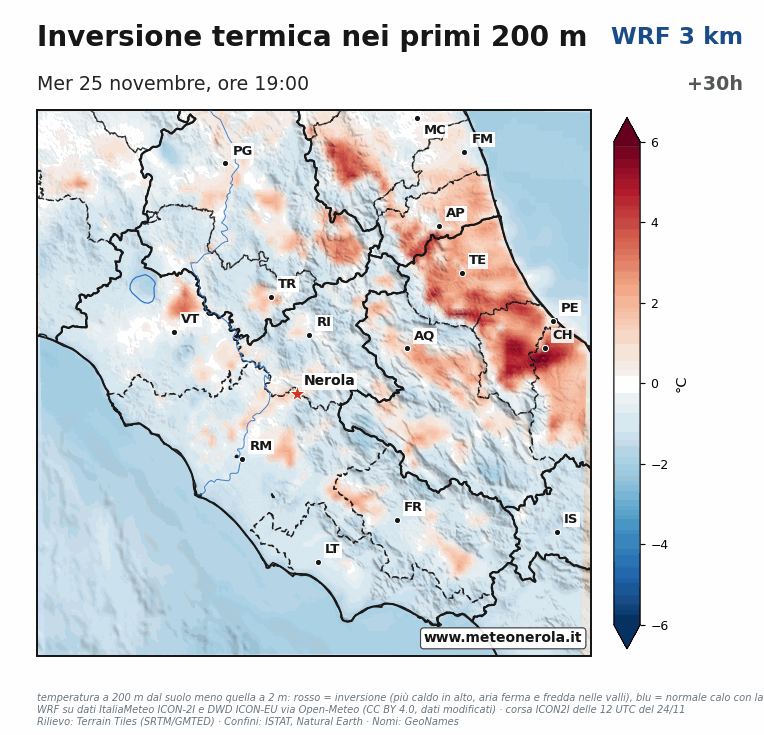 Inversione termica nei primi 200 m WRF 3 km
Mer 25 novembre, ore 19:00 +30h
MC
FM
PG
AP
TE
TR
PE
VT
RI
AQ
CH
Nerola
RM
FR
IS
LT
www.meteonerola.it
6
4
2
0
−2
−4
−6
°C
temperatura a 200 m dal suolo meno quella a 2 m: rosso = inversione (più caldo in alto, aria ferma e fredda nelle valli), blu = normale calo con la
WRF su dati ItaliaMeteo ICON-2I e DWD ICON-EU via Open-Meteo (CC BY 4.0, dati modificati) · corsa ICON2I delle 12 UTC del 24/11
Rilievo: Terrain Tiles (SRTM/GMTED) · Confini: ISTAT, Natural Earth · Nomi: GeoNames